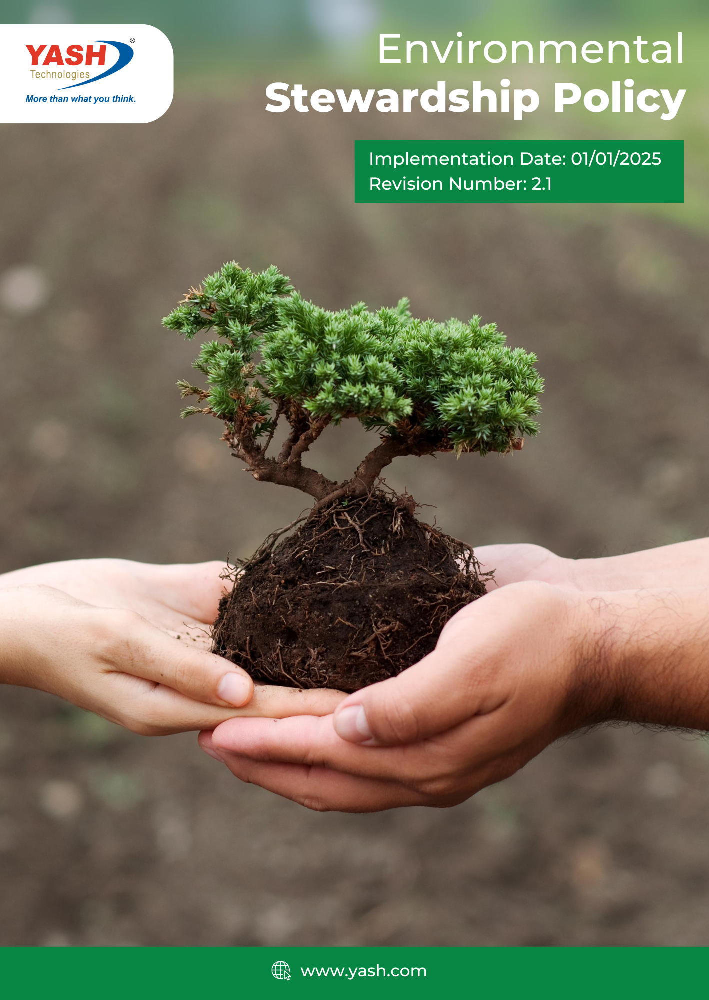 YASH®
Technologies
More than what you think.
Environmental
Stewardship Policy
Implementation Date: 01/01/2025
Revision Number: 2.1
www.yash.com